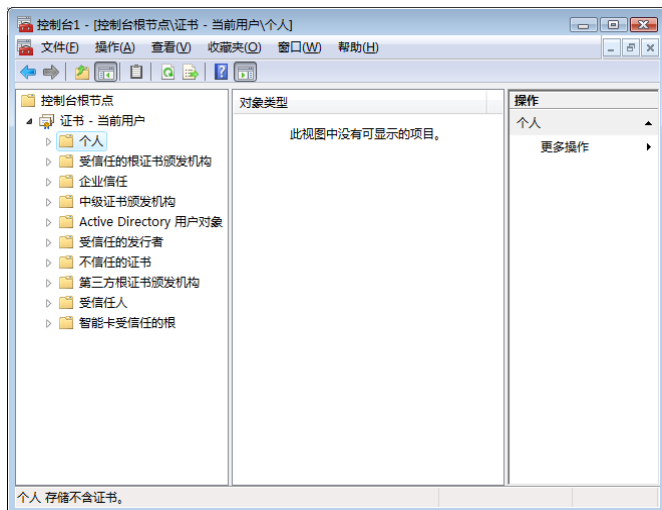 控制台1 - [控制台根节点\证书 - 当前用户\个人]
文件(F) 操作(A) 查看(V) 收藏夹(O) 窗口(W) 帮助(H)
控制台根节点
证书 - 当前用户
个人
受信任的根证书颁发机构
企业信任
中级证书颁发机构
Active Directory 用户对象
受信任的发行者
不信任的证书
第三方根证书颁发机构
受信任人
智能卡受信任的根
对象类型
此视图中没有可显示的项目。
操作
个人
更多操作
个人 存储不含证书。